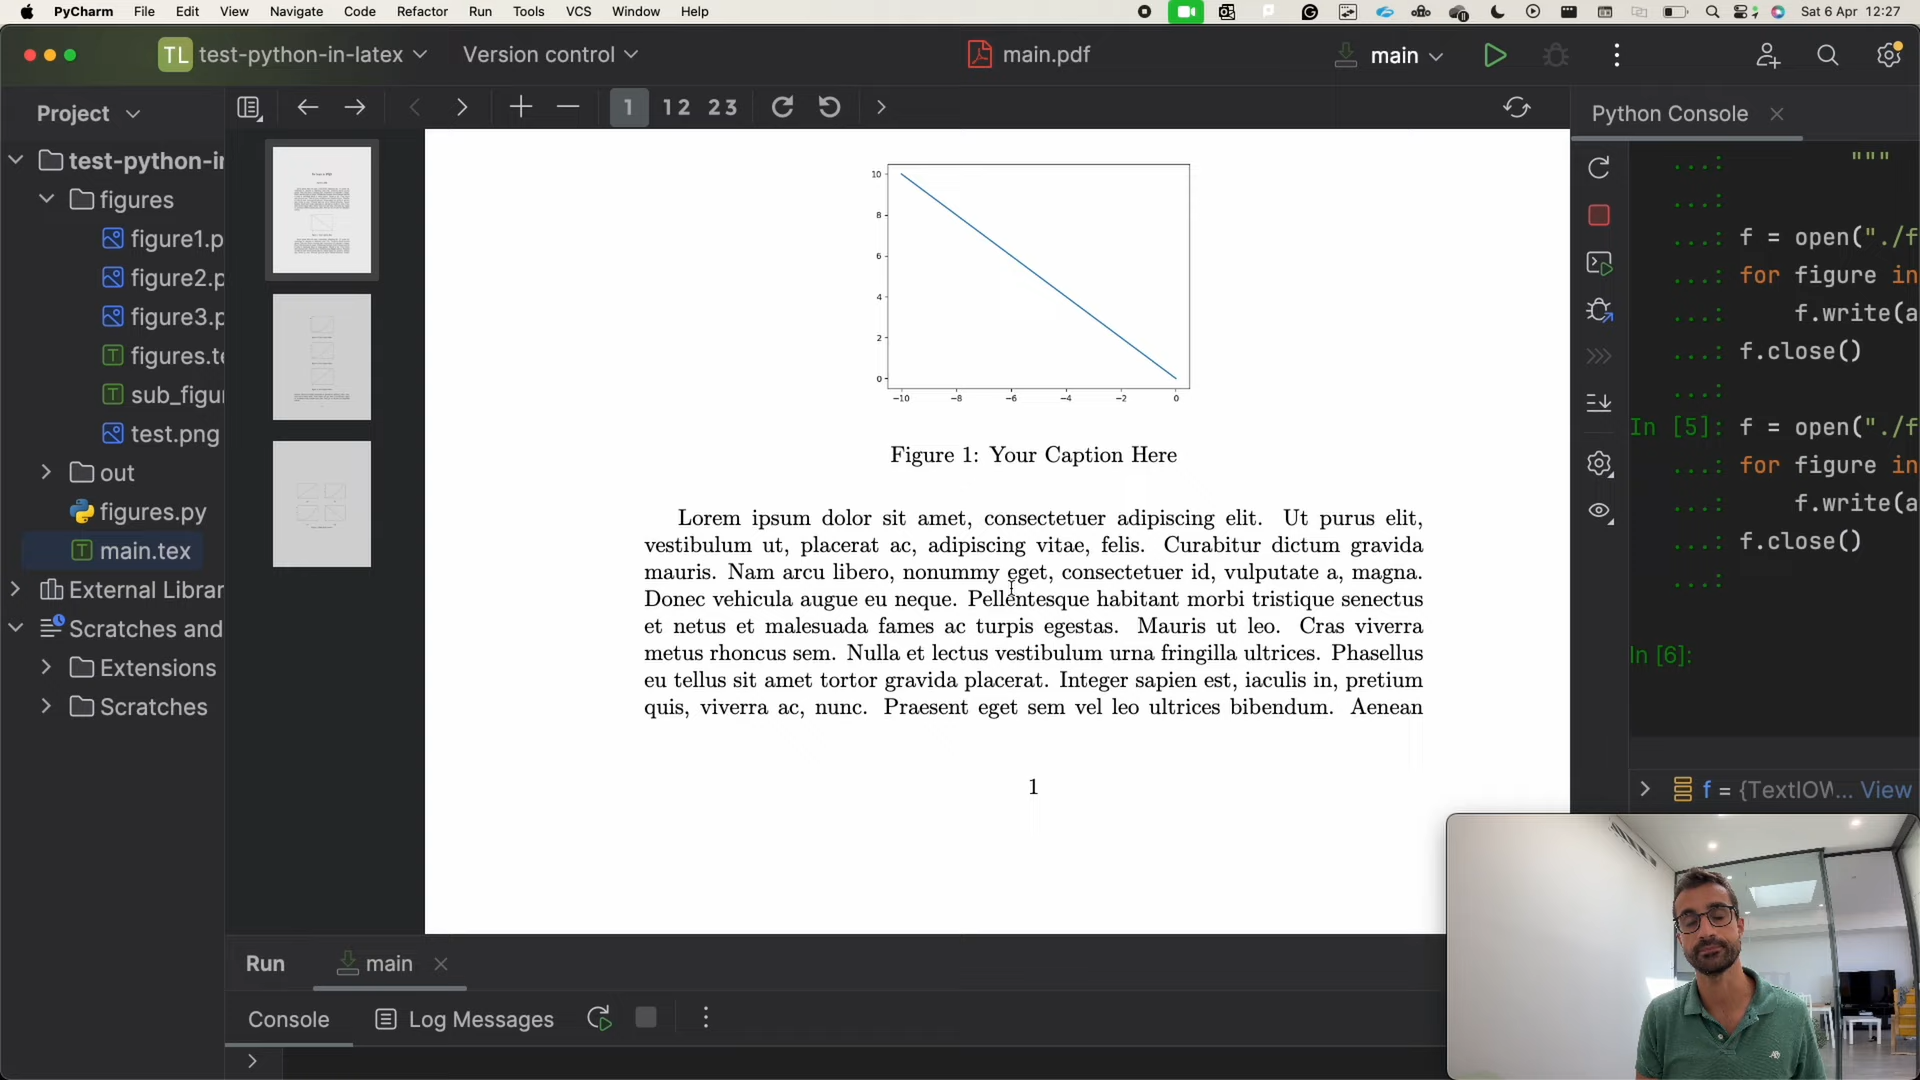 PyCharm File Edit View Navigate Code Refactor Run Tools VCS Window Help Sat 6 Apr 12:27
TL test-python-in-latex Version control main.pdf main
Project
1 12 23
Python Console
test-python-in
figures
figure1.p
figure2.p
figure3.p
figures.te
sub_figur
test.png
out
figures.py
main.tex
External Librar
Scratches and
Extensions
Scratches
10
8
6
4
2
0
−10 −8 −6 −4 −2 0
Figure 1: Your Caption Here
Lorem ipsum dolor sit amet, consectetuer adipiscing elit. Ut purus elit,
vestibulum ut, placerat ac, adipiscing vitae, felis. Curabitur dictum gravida
mauris. Nam arcu libero, nonummy eget, consectetuer id, vulputate a, magna.
Donec vehicula augue eu neque. Pellentesque habitant morbi tristique senectus
et netus et malesuada fames ac turpis egestas. Mauris ut leo. Cras viverra
metus rhoncus sem. Nulla et lectus vestibulum urna fringilla ultrices. Phasellus
eu tellus sit amet tortor gravida placerat. Integer sapien est, iaculis in, pretium
quis, viverra ac, nunc. Praesent eget sem vel leo ultrices bibendum. Aenean
1
...: """
...:
...: f = open("./f
...: for figure in
...: f.write(a
...: f.close()
...:
In [5]: f = open("./f
...: for figure in
...: f.write(a
...: f.close()
...:
In [6]:
f = {TextIOW... View
Run main
Console Log Messages